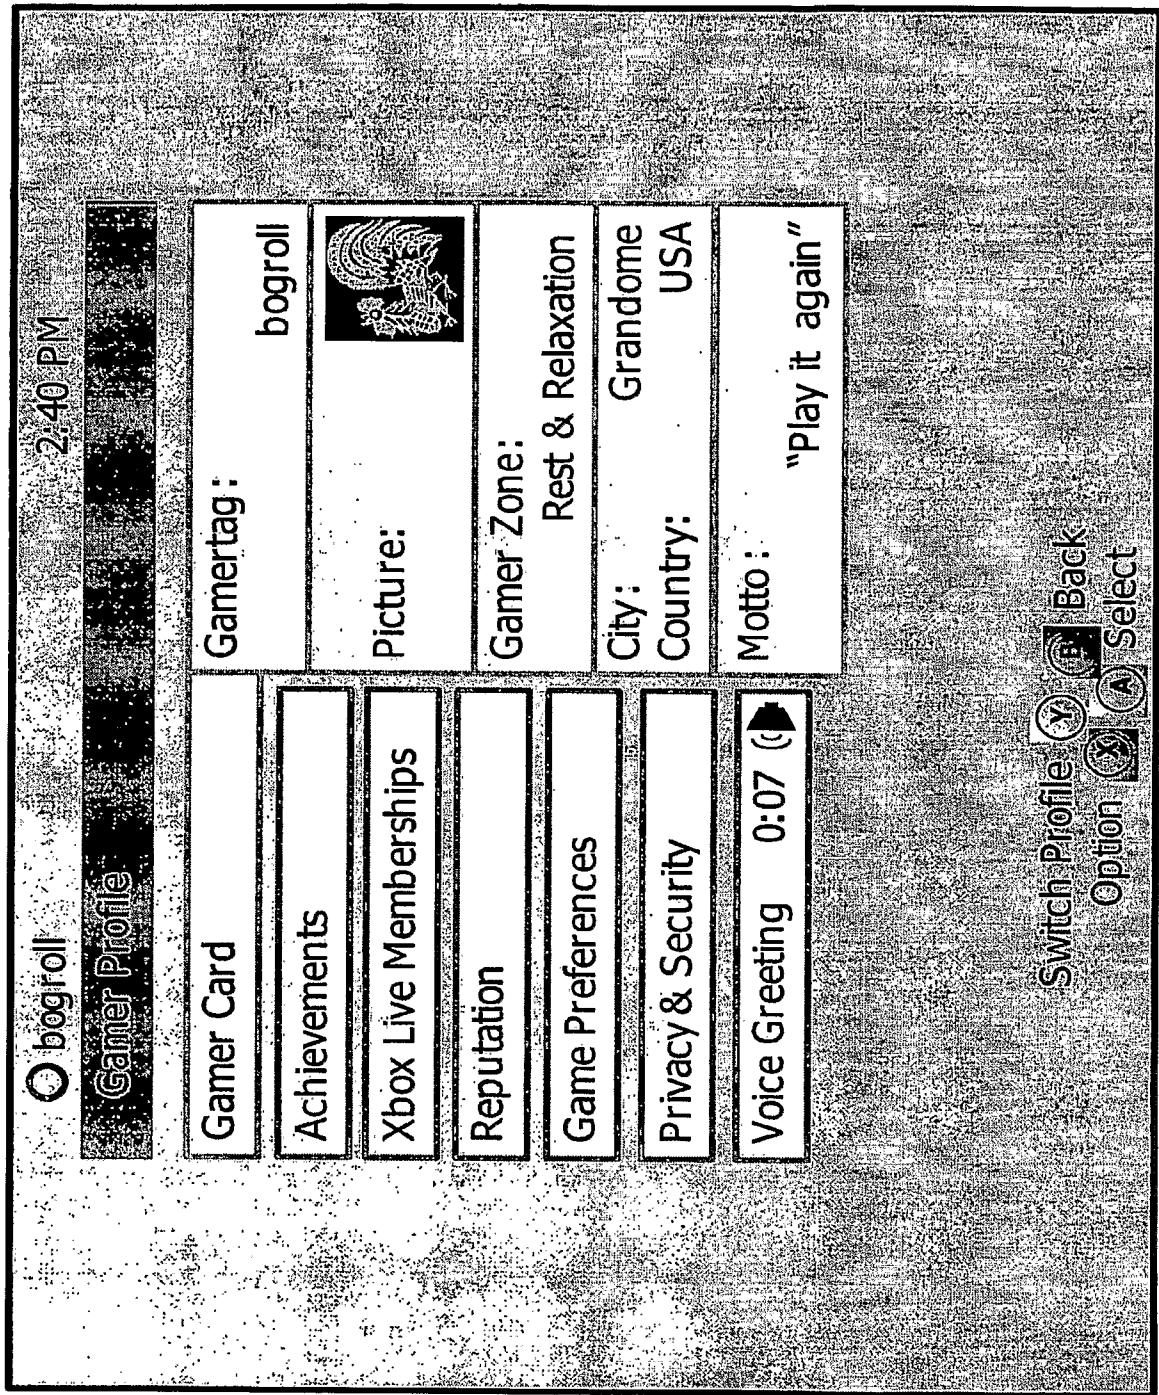 bogroll 2:40 PM
Gamer Profile
Gamer Card
Achievements
Xbox Live Memberships
Reputation
Game Preferences
Privacy & Security
Voice Greeting 0:07
Gamertag:
bogroll
Picture:
Gamer Zone:
Rest & Relaxation
City: Grandome
Country: USA
Motto:
"Play it again"
Switch Profile Y B Back
Option X A Select